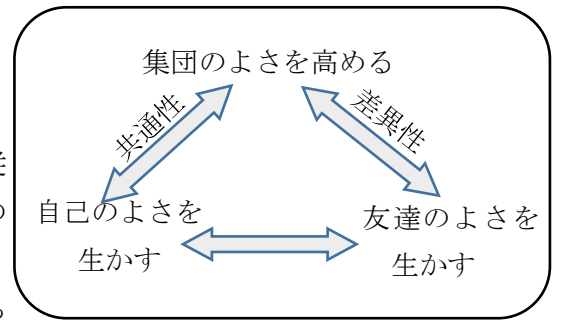 集団のよさを高める
共通性
差異性
自己のよさを
生かす
友達のよさを
生かす
の